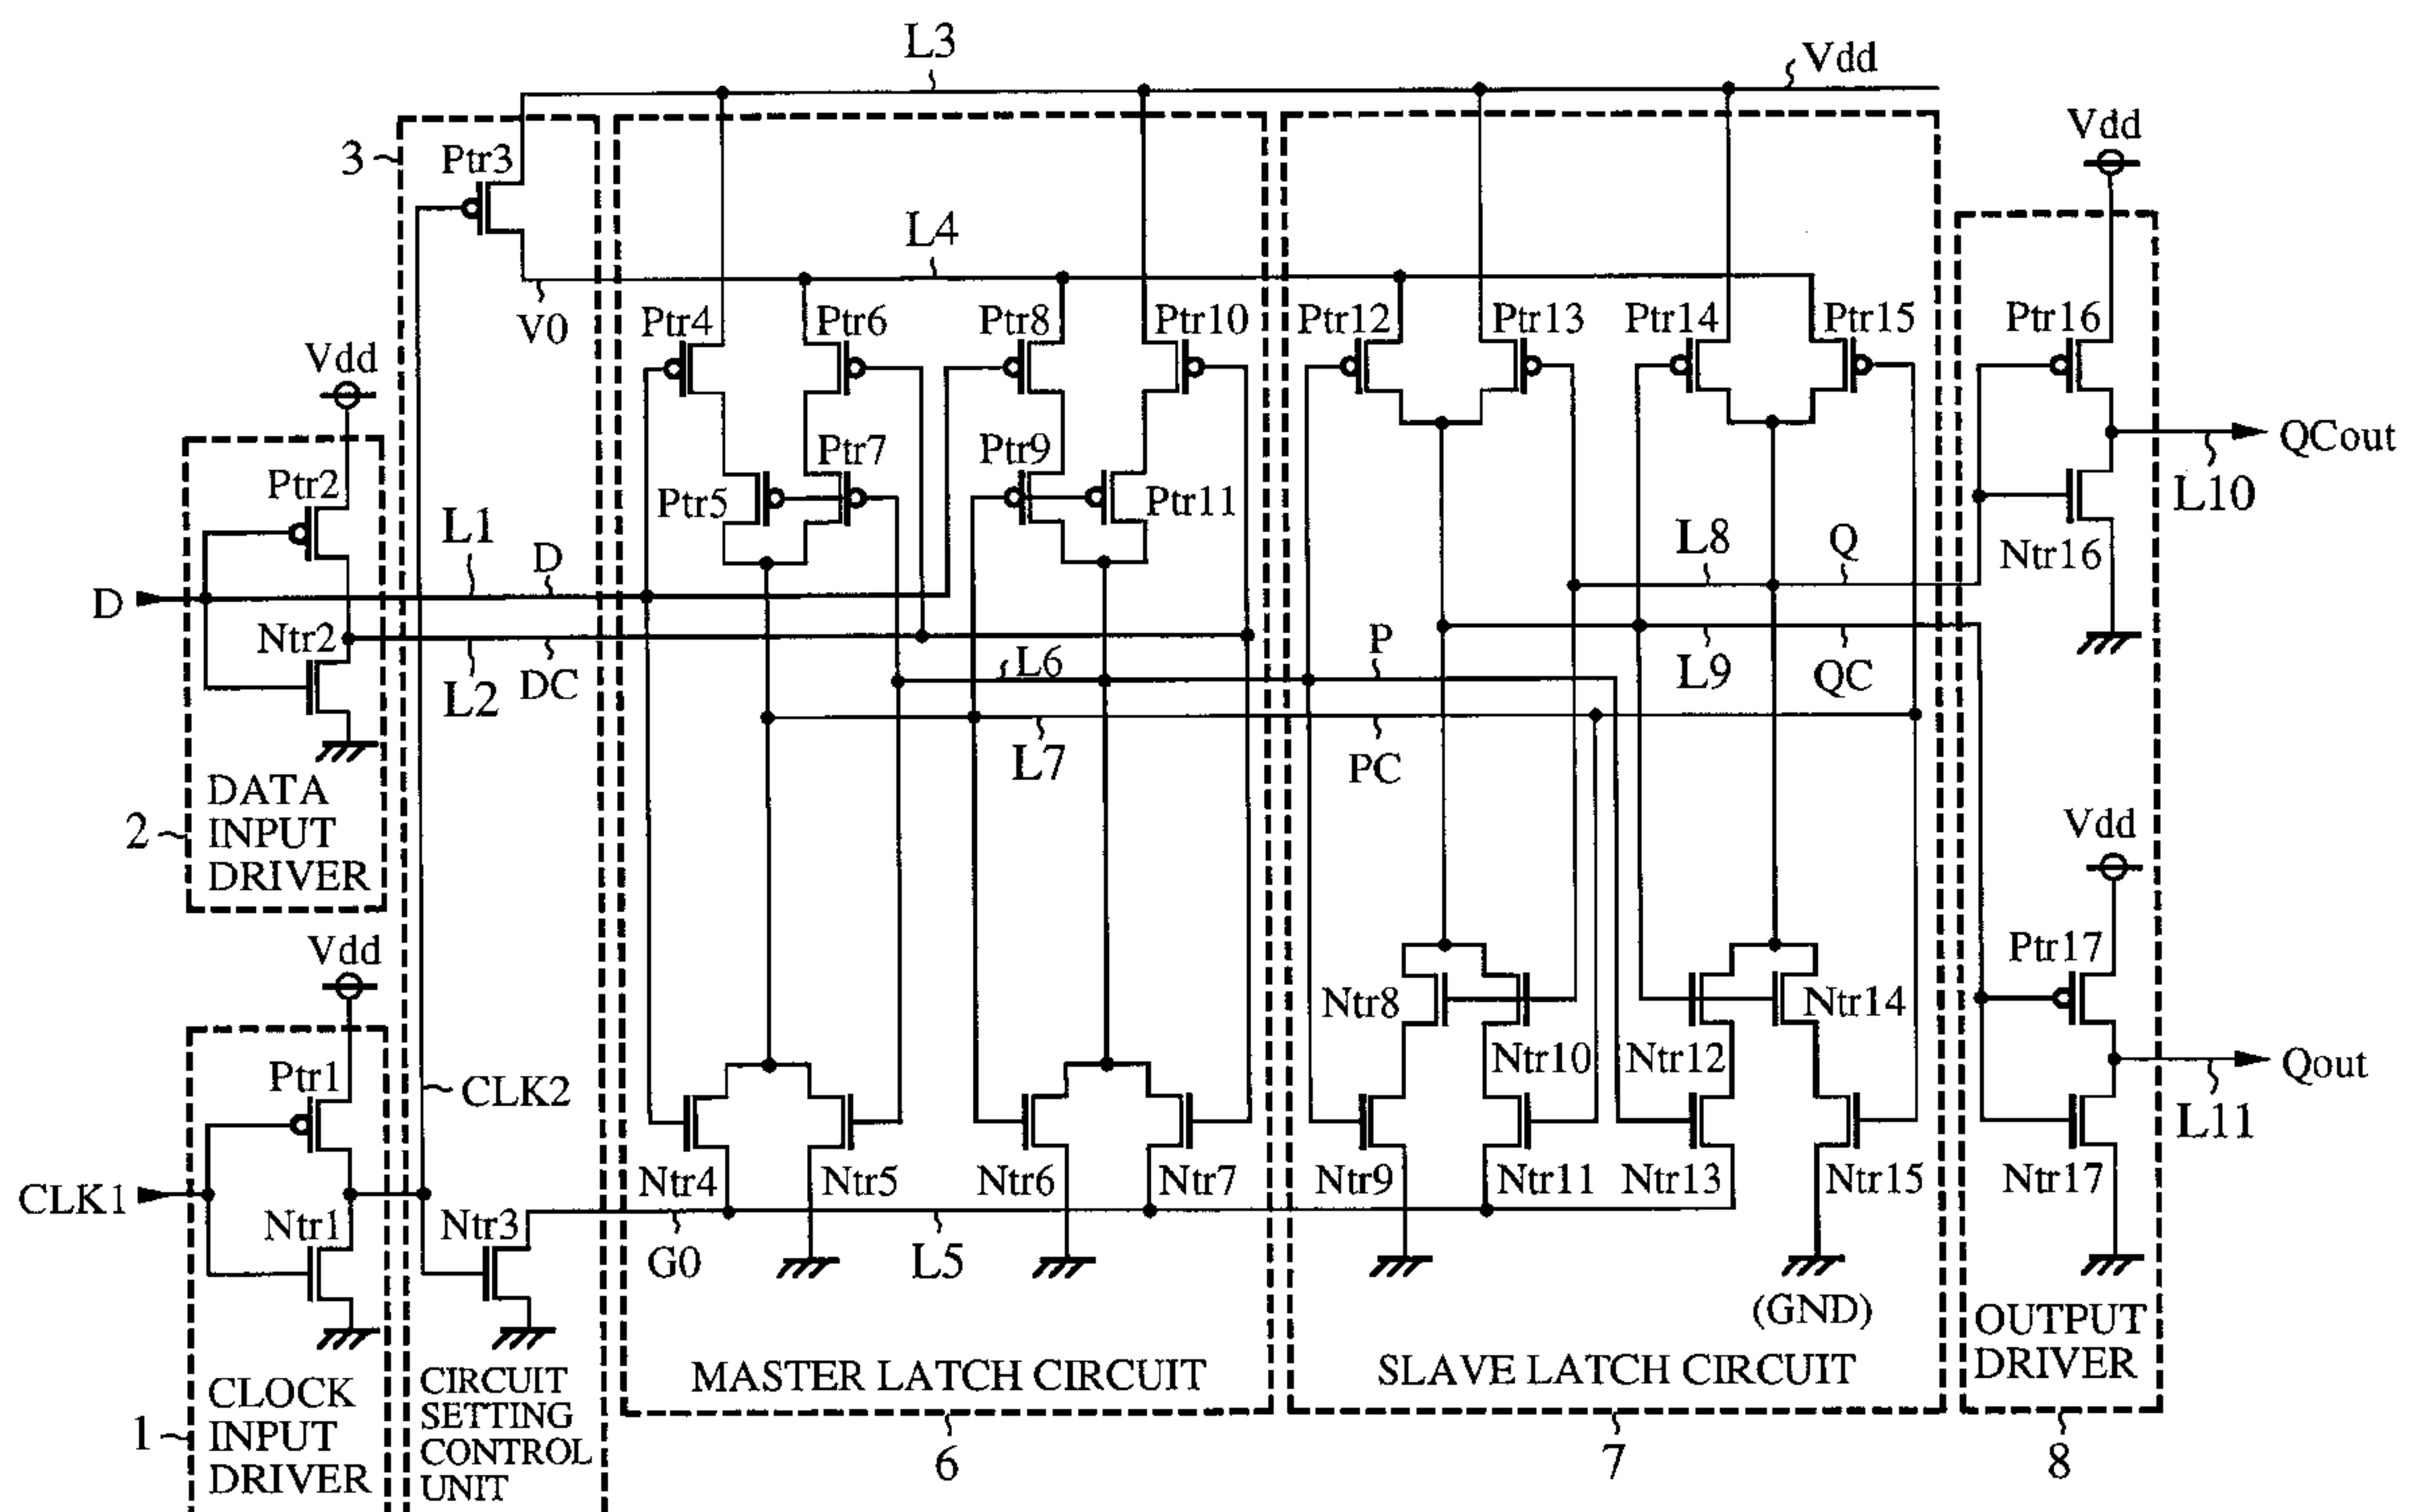 L3
Vdd
Vdd
3
Ptr3
L4
V0
Ptr4
Ptr6
Ptr8
Ptr10
Ptr12
Ptr13
Ptr14
Ptr15
Ptr16
Vdd
QCout
Ptr2
Ptr5
Ptr7
Ptr9
Ptr11
L10
Ntr16
L1
D
L8
Q
D
Ntr2
L2
DC
L6
P
L9
QC
L7
PC
DATA
INPUT
DRIVER
2
Vdd
Vdd
Ptr17
Ntr8
Ntr14
Ntr10
Ntr12
Ptr1
CLK2
Qout
L11
CLK1
Ntr1
Ntr3
Ntr4
Ntr5
Ntr6
Ntr7
Ntr9
Ntr11
Ntr13
Ntr15
Ntr17
G0
L5
(GND)
OUTPUT
DRIVER
MASTER LATCH CIRCUIT
SLAVE LATCH CIRCUIT
CLOCK
INPUT
DRIVER
1
CIRCUIT
SETTING
CONTROL
UNIT
6
7
8